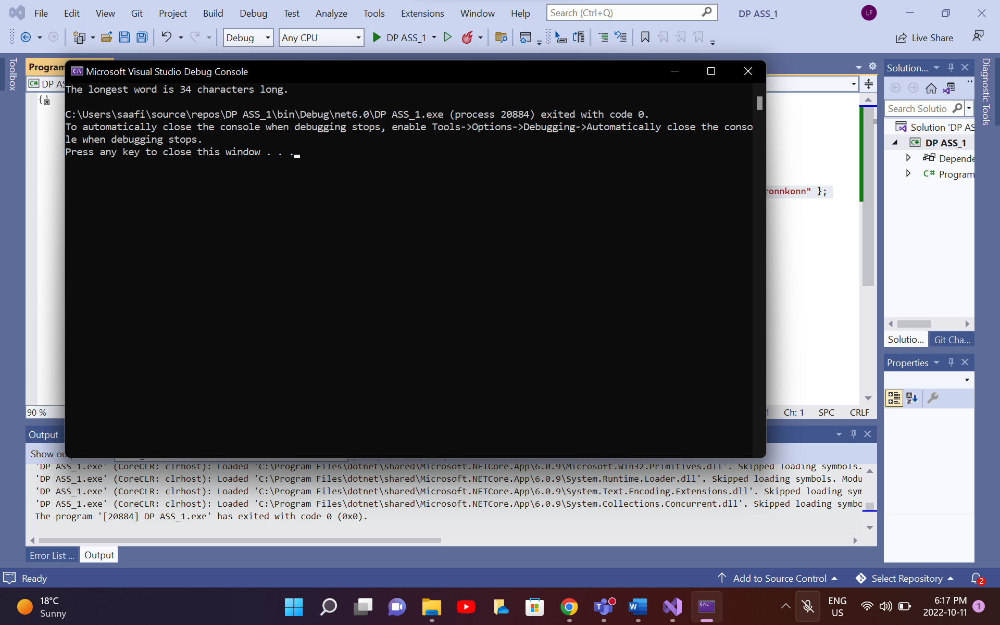 File Edit View Git Project Build Debug Test Analyze Tools Extensions Window Help Search (Ctrl+Q) DP ASS_1 LF
Debug Any CPU DP ASS_1 Live Share
Toolbox
Program
C# DP AS
Microsoft Visual Studio Debug Console
The longest word is 34 characters long.
C:\Users\saafi\source\repos\DP ASS_1\bin\Debug\net6.0\DP ASS_1.exe (process 20884) exited with code 0.
To automatically close the console when debugging stops, enable Tools->Options->Debugging->Automatically close the conso
le when debugging stops.
Press any key to close this window . . .
ronnkonn" };
Solution...
Search Solutio
Solution 'DP AS
C# DP ASS_1
Depende
C# Program
Solutio... Git Cha...
Diagnostic Tools
Properties
90 %
1 Ch: 1 SPC CRLF
Output
Show ou
'DP ASS_1.exe' (CoreCLR: clrhost): Loaded 'C:\Program Files\dotnet\shared\Microsoft.NETCore.App\6.0.9\Microsoft.Win32.Primitives.dll'. Skipped loading symbols.
'DP ASS_1.exe' (CoreCLR: clrhost): Loaded 'C:\Program Files\dotnet\shared\Microsoft.NETCore.App\6.0.9\System.Runtime.Loader.dll'. Skipped loading symbols. Modu
'DP ASS_1.exe' (CoreCLR: clrhost): Loaded 'C:\Program Files\dotnet\shared\Microsoft.NETCore.App\6.0.9\System.Text.Encoding.Extensions.dll'. Skipped loading sym
'DP ASS_1.exe' (CoreCLR: clrhost): Loaded 'C:\Program Files\dotnet\shared\Microsoft.NETCore.App\6.0.9\System.Collections.Concurrent.dll'. Skipped loading symbo
The program '[20884] DP ASS_1.exe' has exited with code 0 (0x0).
Error List ... Output
Ready Add to Source Control Select Repository 2
18°C
Sunny
ENG
US
6:17 PM
2022-10-11
1